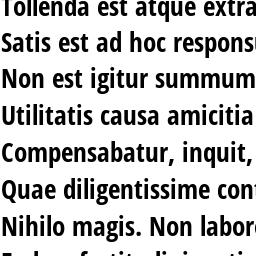 Tollenda est atque extra
Satis est ad hoc respons
Non est igitur summum
Utilitatis causa amicitia
Compensabatur, inquit,
Quae diligentissime con
Nihilo magis. Non labor